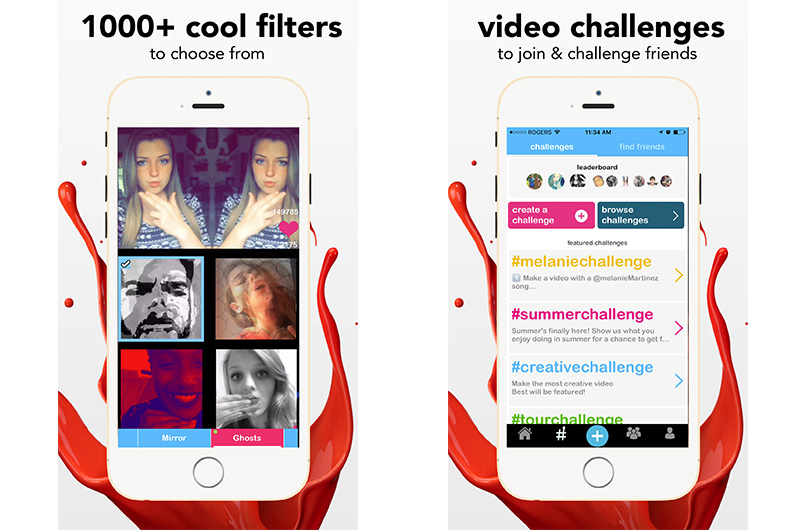 1000+ cool filters
to choose from
149785
2175
Mirror
Ghosts
video challenges
to join & challenge friends
ROGERS
11:34 AM
challenges
find friends
leaderboard
create a
challenge
browse
challenges
featured challenges
#melaniechallenge
Make a video with a @melanieMartinez
song...
#summerchallenge
Summer's finally here! Show us what you
enjoy doing in summer for a chance to get f...
#creativechallenge
Make the most creative video
Best will be featured!
#tourchallenge
#